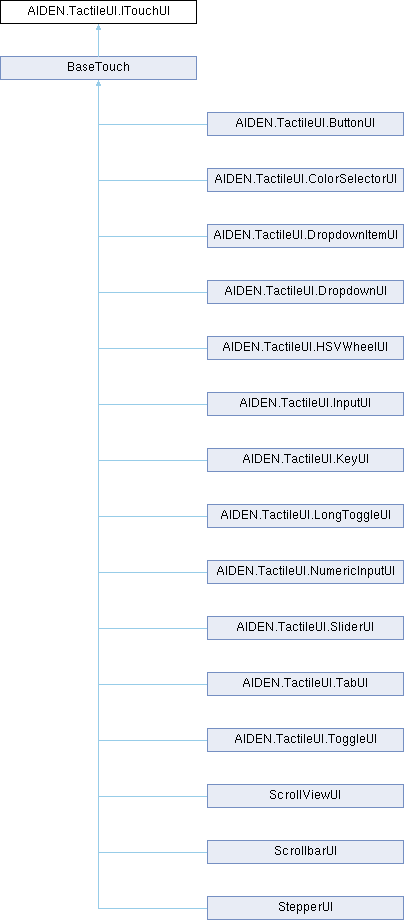 AIDEN.TactileUI.ITouchUI
BaseTouch
AIDEN.TactileUI.ButtonUI
AIDEN.TactileUI.ColorSelectorUI
AIDEN.TactileUI.DropdownItemUI
AIDEN.TactileUI.DropdownUI
AIDEN.TactileUI.HSVWheelUI
AIDEN.TactileUI.InputUI
AIDEN.TactileUI.KeyUI
AIDEN.TactileUI.LongToggleUI
AIDEN.TactileUI.NumericInputUI
AIDEN.TactileUI.SliderUI
AIDEN.TactileUI.TabUI
AIDEN.TactileUI.ToggleUI
ScrollViewUI
ScrollbarUI
StepperUI